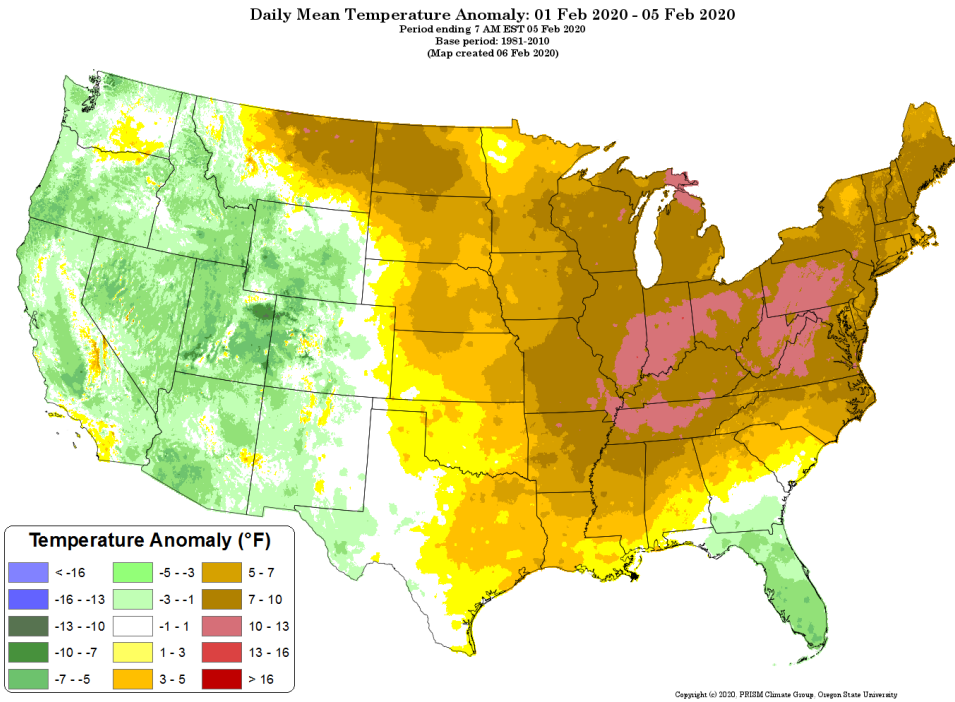 Daily Mean Temperature Anomaly: 01 Feb 2020 - 05 Feb 2020
Period ending 7 AM EST 05 Feb 2020
Base period: 1981-2010
(Map created 06 Feb 2020)
Temperature Anomaly (°F)
< -16
-16 - -13
-13 - -10
-10 - -7
-7 - -5
-5 - -3
-3 - -1
-1 - 1
1 - 3
3 - 5
5 - 7
7 - 10
10 - 13
13 - 16
> 16
Copyright (c) 2020, PRISM Climate Group, Oregon State University